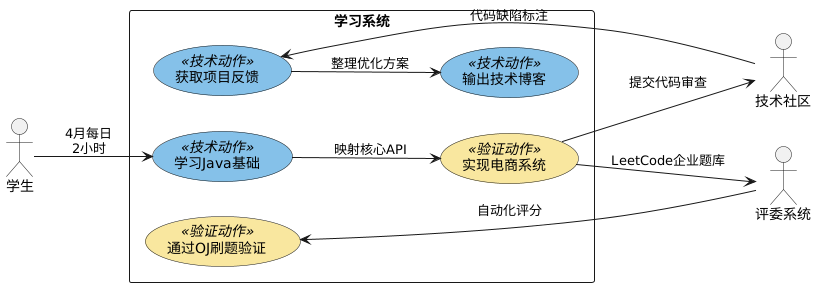 学习系统
代码缺陷标注
«技术动作»
获取项目反馈
整理优化方案
«技术动作»
输出技术博客
技术社区
提交代码审查
4月每日
2小时
学生
«技术动作»
学习Java基础
映射核心API
«验证动作»
实现电商系统
LeetCode企业题库
评委系统
自动化评分
«验证动作»
通过OJ刷题验证